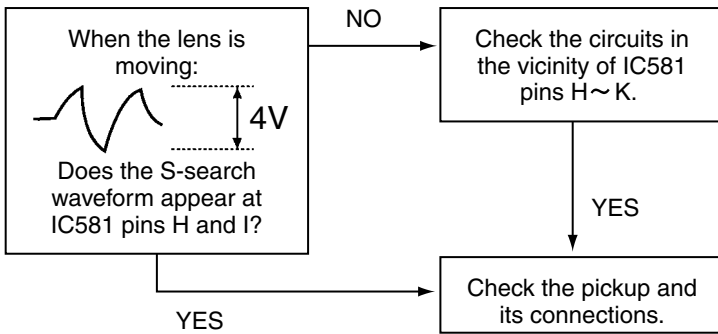 When the lens is
moving:
4V
Does the S-search
waveform appear at
IC581 pins H and I?
NO
Check the circuits in
the vicinity of IC581
pins H~K.
YES
Check the pickup and
its connections.
YES